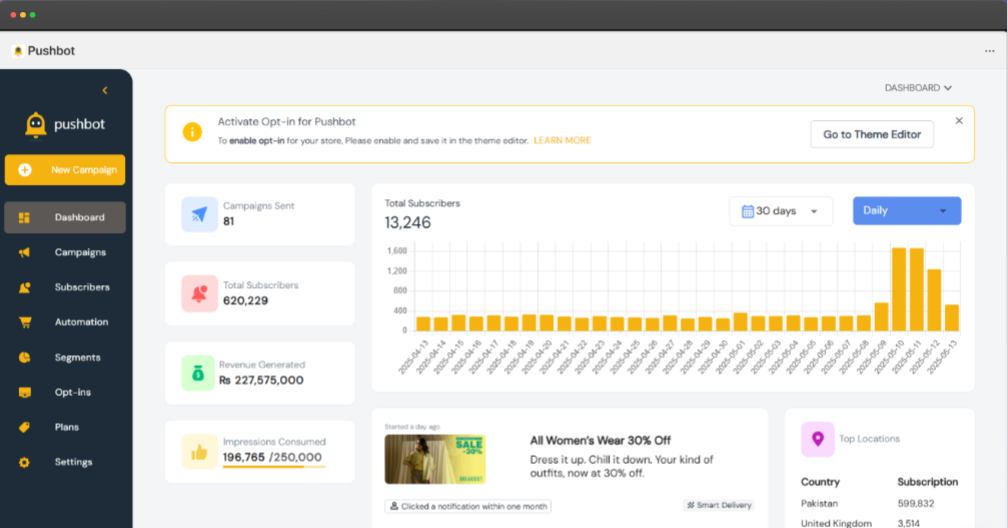 Pushbot
pushbot
New Campaign
Dashboard
Campaigns
Subscribers
Automation
Segments
Opt-ins
Plans
Settings
DASHBOARD
Activate Opt-in for Pushbot
To enable opt-in for your store, Please enable and save it in the theme editor. LEARN MORE
Go to Theme Editor
Campaigns Sent
81
Total Subscribers
620,229
Revenue Generated
₨ 227,575,000
Impressions Consumed
196,765 /250,000
Total Subscribers
13,246
30 days
Daily
1,600
1,200
800
400
0
2025-04-13
2025-04-14
2025-04-15
2025-04-16
2025-04-17
2025-04-18
2025-04-19
2025-04-20
2025-04-21
2025-04-22
2025-04-23
2025-04-24
2025-04-25
2025-04-26
2025-04-27
2025-04-28
2025-04-29
2025-04-30
2025-05-01
2025-05-02
2025-05-03
2025-05-04
2025-05-05
2025-05-06
2025-05-07
2025-05-08
2025-05-09
2025-05-10
2025-05-11
2025-05-12
2025-05-13
Started a day ago
SALE
-30%
All Women's Wear 30% Off
Dress it up. Chill it down. Your kind of
outfits, now at 30% off.
Clicked a notification within one month
Smart Delivery
Top Locations
Country Subscription
Pakistan 599,832
United Kingdom 3,514